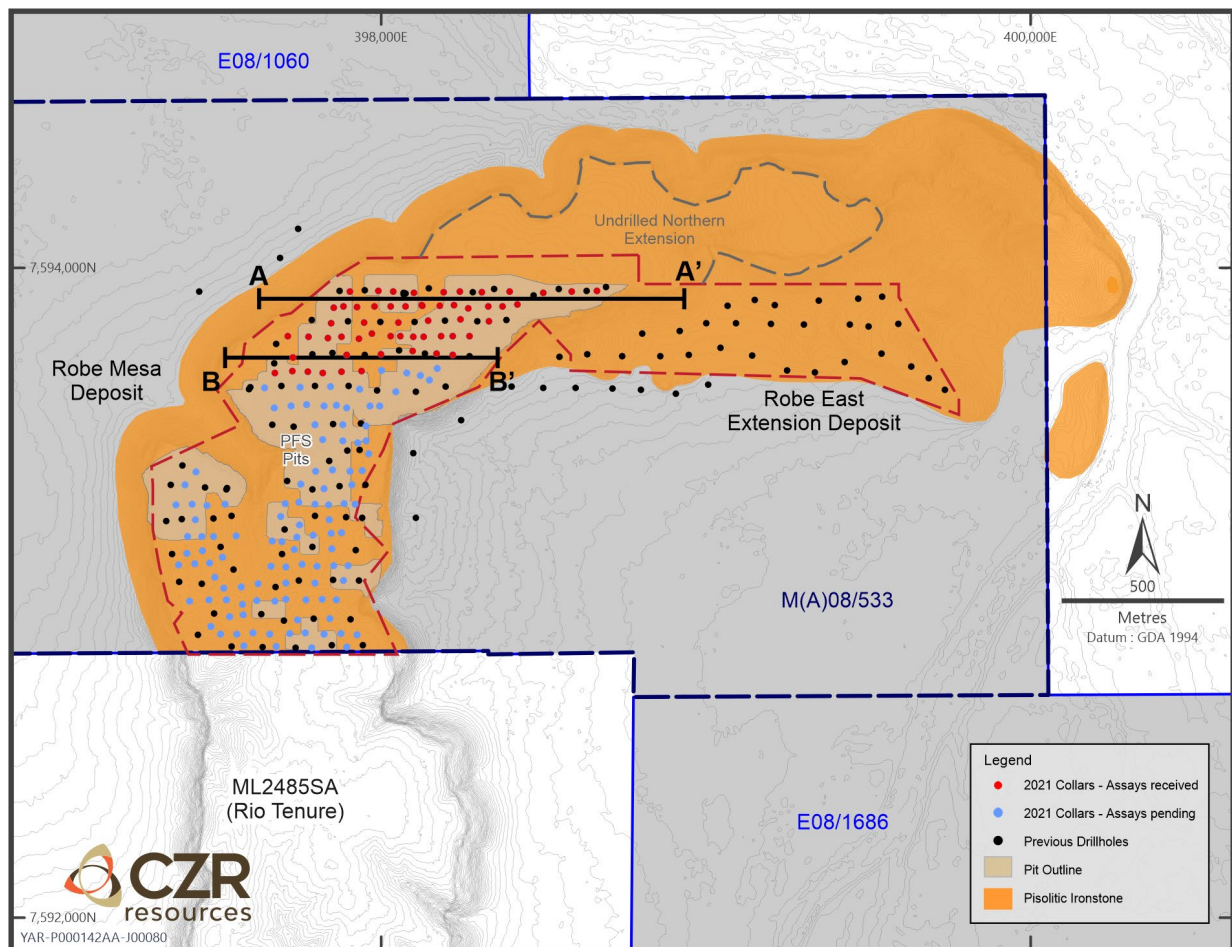 398,000E
400,000E
E08/1060
Undrilled Northern
Extension
7,594,000N
A
A'
Robe Mesa
Deposit
B
B'
Robe East
Extension Deposit
PFS
Pits
N
500
Metres
Datum : GDA 1994
M(A)08/533
ML2485SA
(Rio Tenure)
E08/1686
Legend
2021 Collars - Assays received
2021 Collars - Assays pending
Previous Drillholes
Pit Outline
Pisolitic Ironstone
CZR
resources
7,592,000N
YAR-P000142AA-J00080